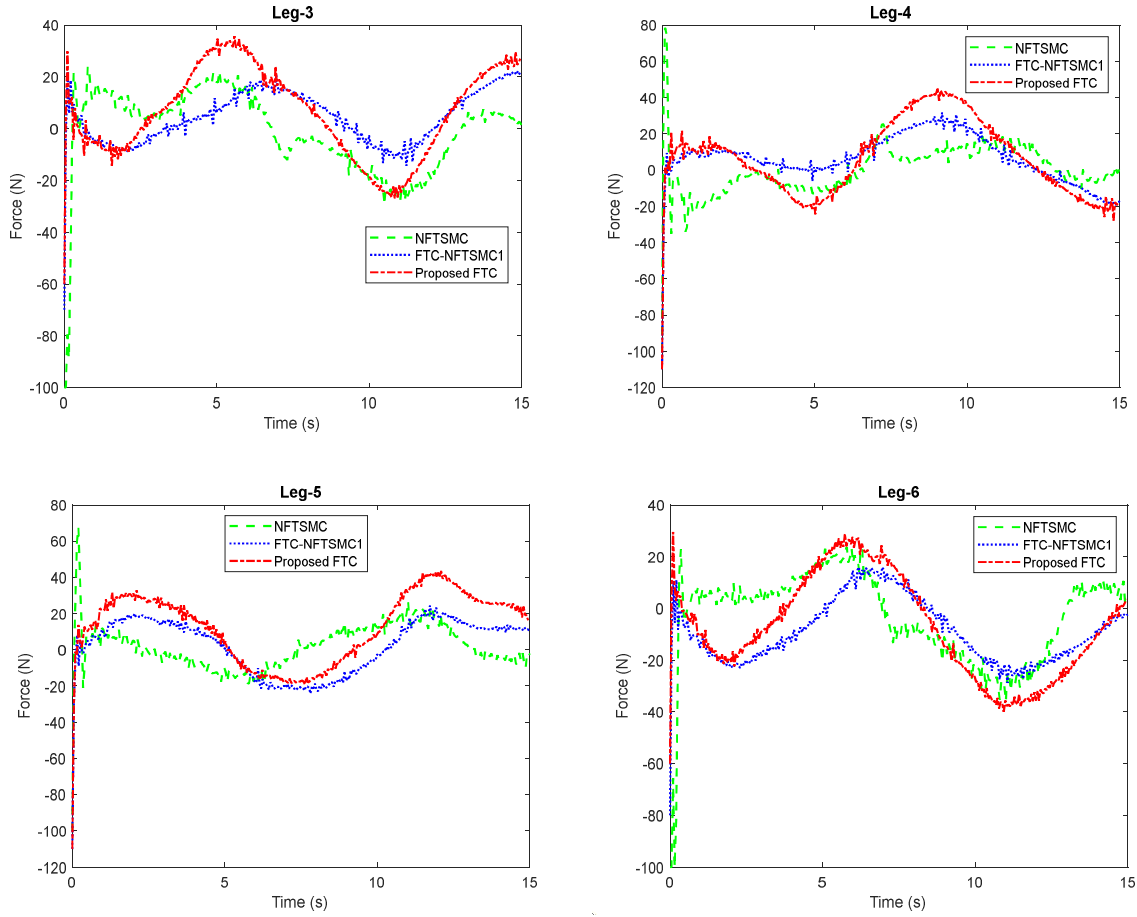 Leg-3
40
20
0
-20
-40
-60
-80
-100
Force (N)
NFTSMC
FTC-NFTSMC1
Proposed FTC
0 5 10 15
Time (s)
Leg-4
80
60
40
20
0
-20
-40
-60
-80
-100
120
Force (N)
NFTSMC
FTC-NFTSMC1
Proposed FTC
0 5 10 15
Time (s)
Leg-5
80
60
40
20
0
-20
-40
-60
-80
-100
-120
Force (N)
NFTSMC
FTC-NFTSMC1
Proposed FTC
0 5 10 15
Time (s)
Leg-6
40
20
0
-20
-40
-60
-80
-100
Force (N)
NFTSMC
FTC-NFTSMC1
Proposed FTC
0 5 10 15
Time (s)